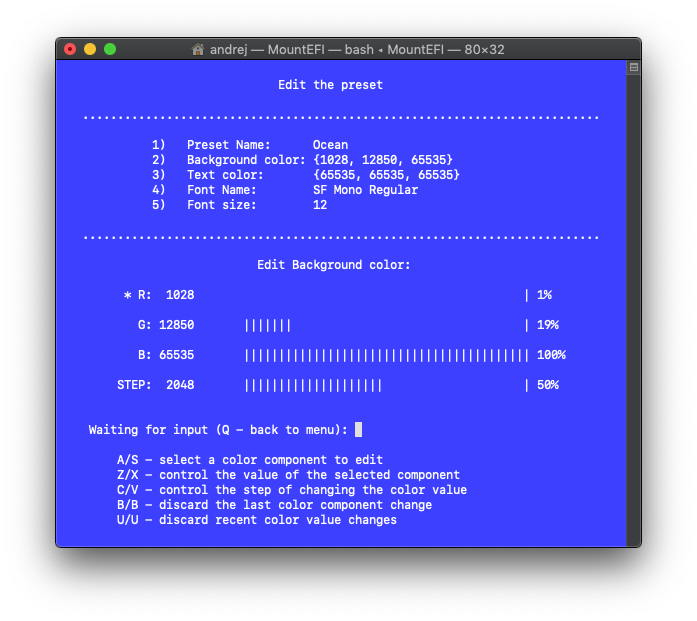 andrej — MountEFI — bash ◂ MountEFI — 80×32
Edit the preset
..........................................................................
1) Preset Name: Ocean
2) Background color: {1028, 12850, 65535}
3) Text color: {65535, 65535, 65535}
4) Font Name: SF Mono Regular
5) Font size: 12
..........................................................................
Edit Background color:
* R: 1028 | 1%
G: 12850 ||||||| | 19%
B: 65535 ||||||||||||||||||||||||||||||||||||||||| 100%
STEP: 2048 |||||||||||||||||||| | 50%
Waiting for input (Q – back to menu):
A/S – select a color component to edit
Z/X – control the value of the selected component
C/V – control the step of changing the color value
B/B – discard the last color component change
U/U – discard recent color value changes